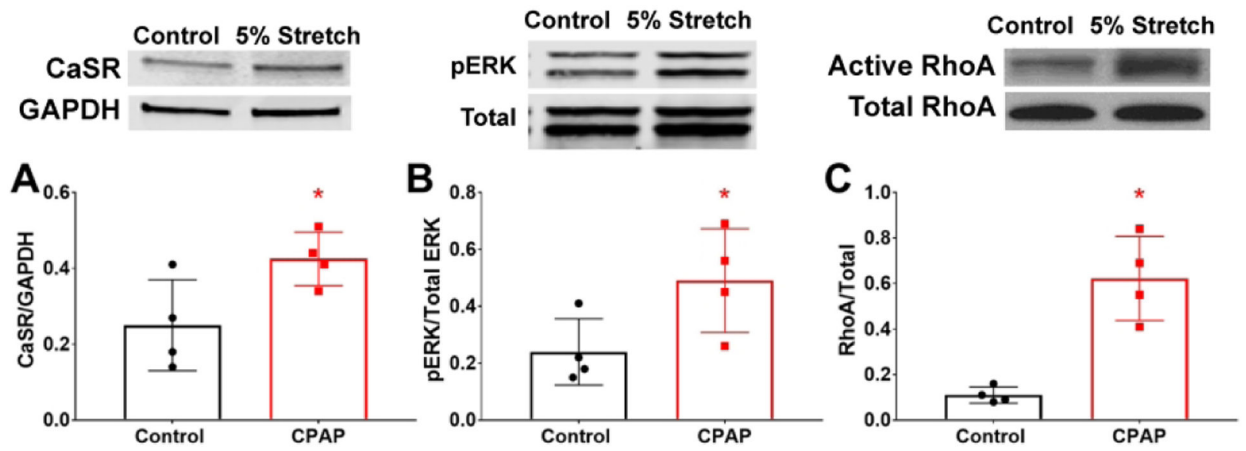 Control 5% Stretch
CaSR
GAPDH
Control 5% Stretch
pERK
Total
Control 5% Stretch
Active RhoA
Total RhoA
A
CaSR/GAPDH
0.6
0.4
0.2
0.0
*
Control CPAP
B
pERK/Total ERK
0.8
0.6
0.4
0.2
0.0
*
Control CPAP
C
RhoA/Total
1.0
0.8
0.6
0.4
0.2
0.0
*
Control CPAP